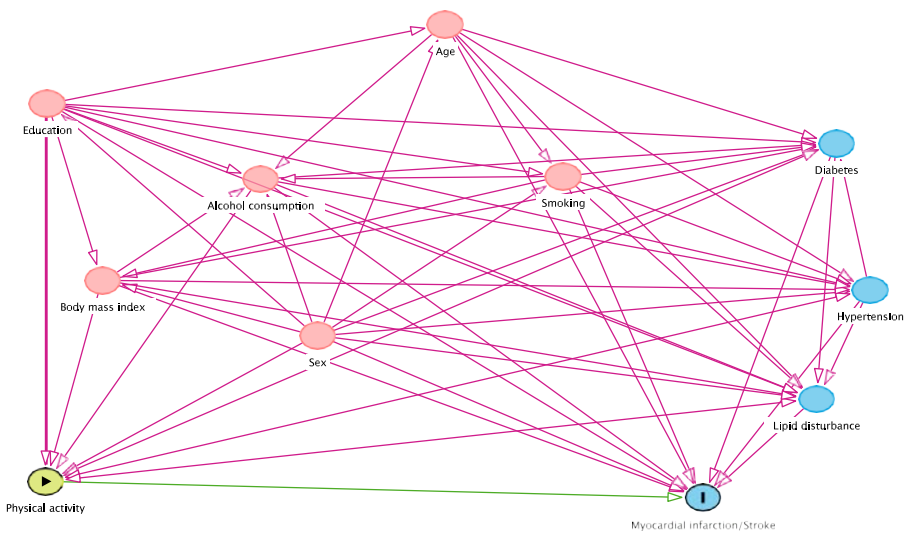 Age
Education
Diabetes
Alcohol consumption
Smoking
Body mass index
Hypertension
Sex
Lipid disturbance
Physical activity
Myocardial infarction/Stroke